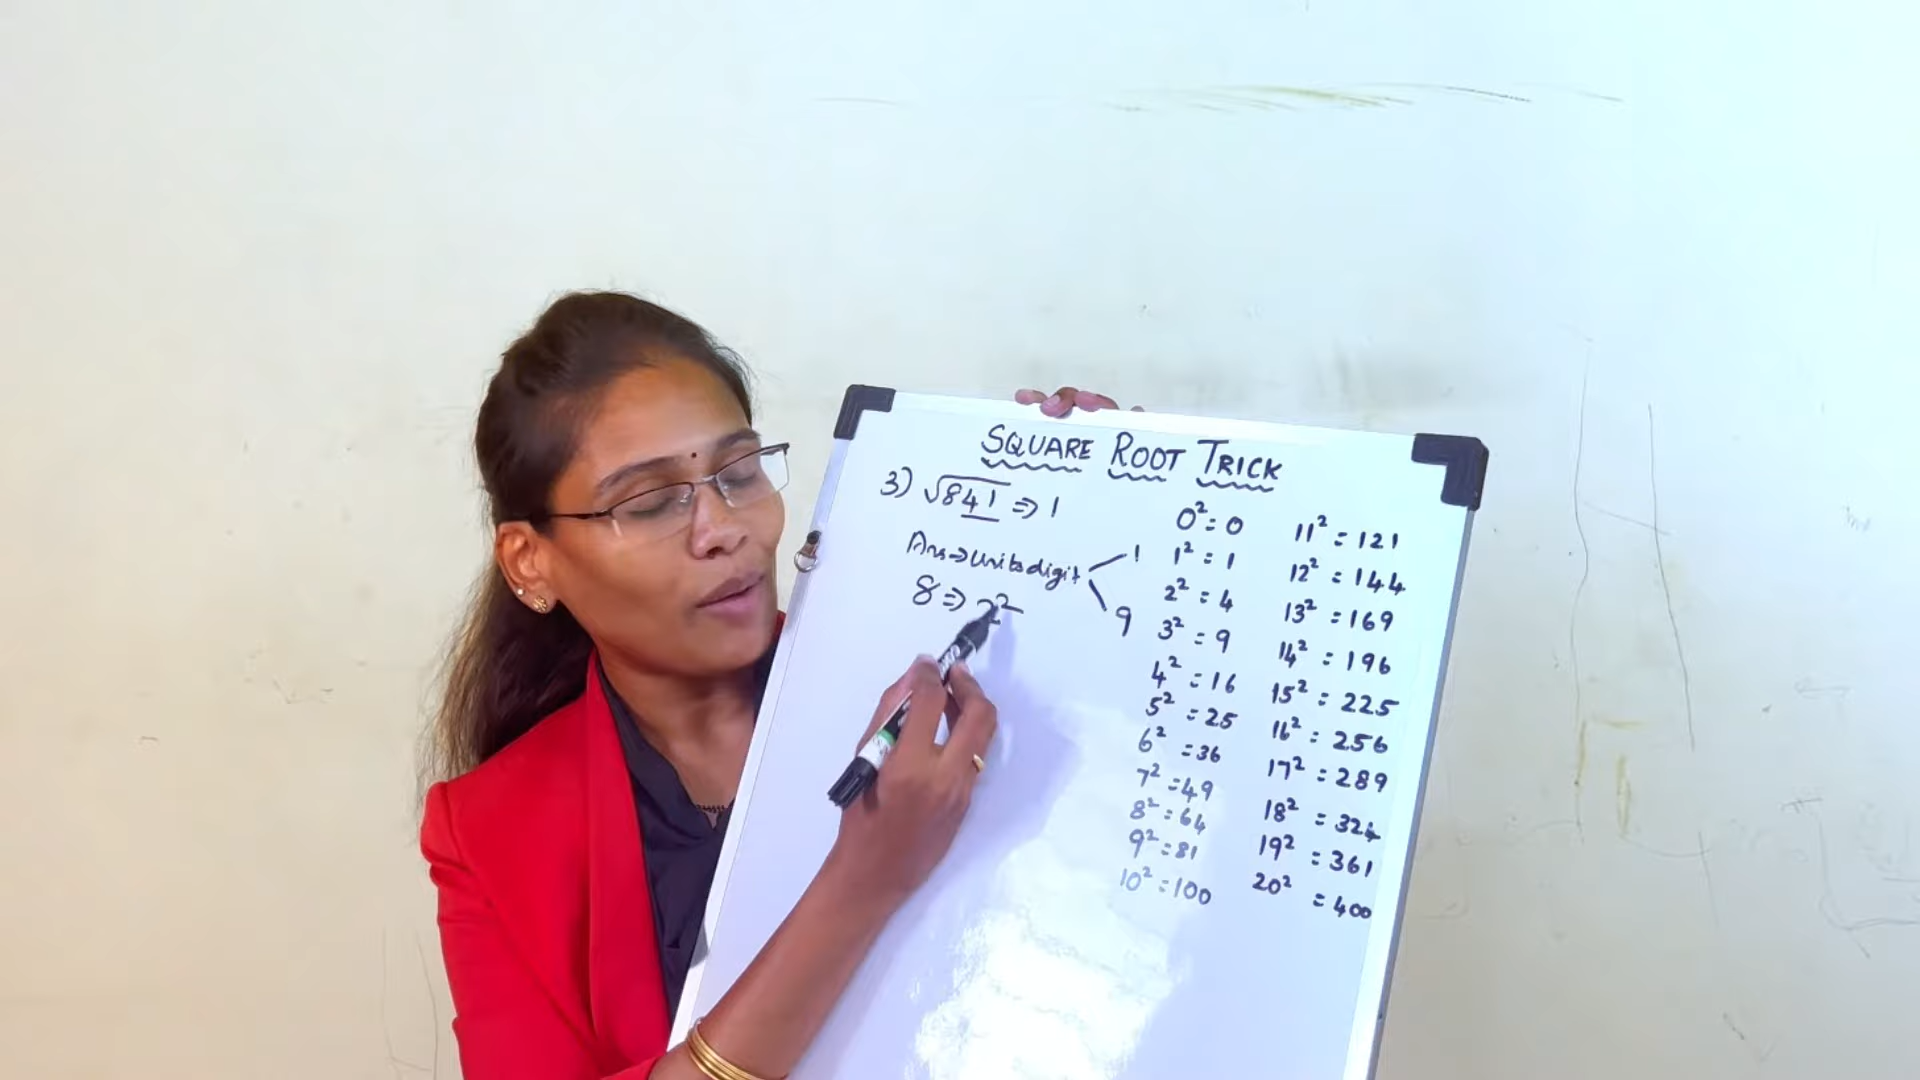 SQUARE ROOT TRICK
3) √841 => 1
Ans → Units digit
1
9
8 => 2²
0² = 0
1² = 1
2² = 4
3² = 9
4² = 16
5² = 25
6² = 36
7² = 49
8² = 64
9² = 81
10² = 100
11² = 121
12² = 144
13² = 169
14² = 196
15² = 225
16² = 256
17² = 289
18² = 324
19² = 361
20² = 400